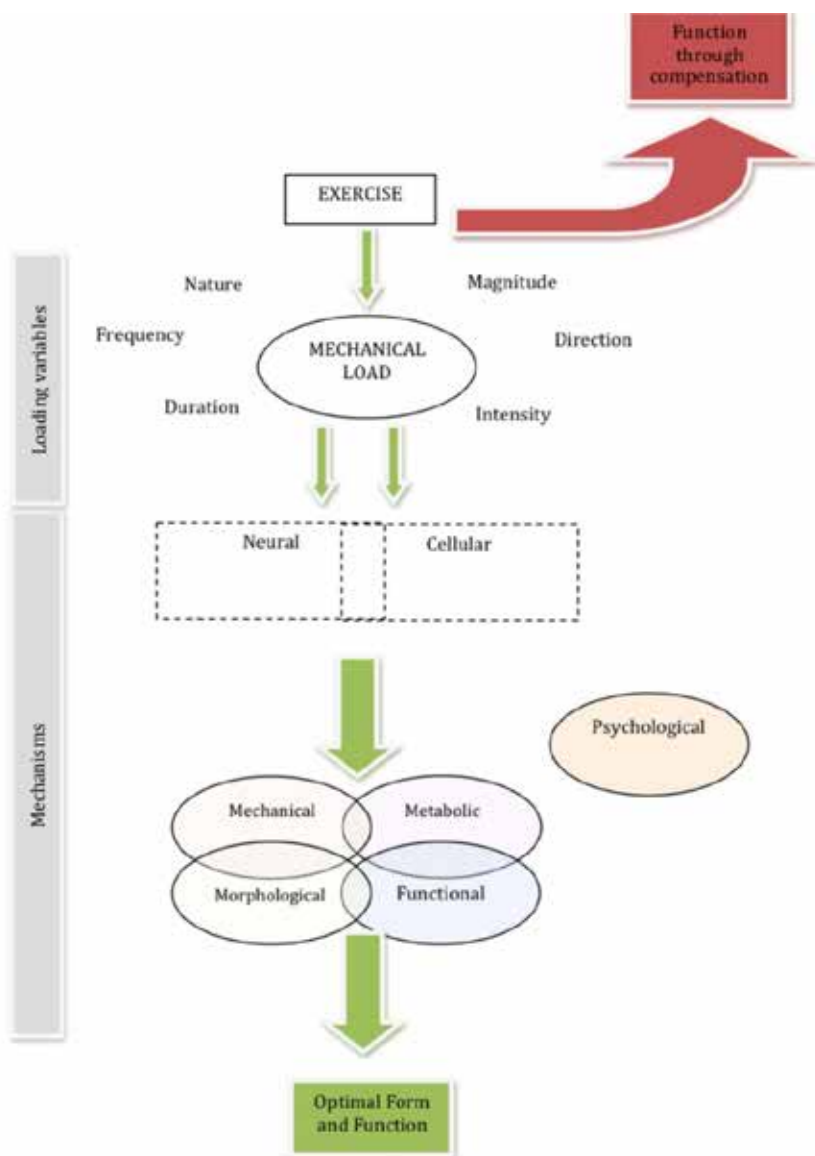 Function
through
compensation
EXERCISE
Nature
Magnitude
Frequency
Direction
MECHANICAL
LOAD
Duration
Intensity
Loading variables
Neural
Cellular
Psychological
Mechanical
Metabolic
Morphological
Functional
Mechanisms
Optimal Form
and Function